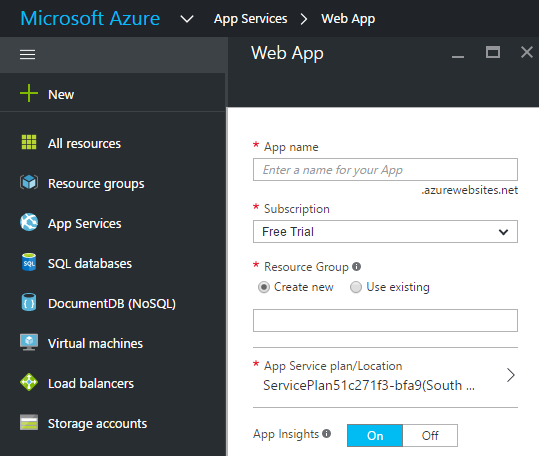 Microsoft Azure App Services > Web App
Web App
New
All resources
Resource groups
App Services
SQL databases
DocumentDB (NoSQL)
Virtual machines
Load balancers
Storage accounts
* App name
Enter a name for your App
.azurewebsites.net
* Subscription
Free Trial
* Resource Group
Create new Use existing
* App Service plan/Location
ServicePlan51c271f3-bfa9(South ...
App Insights On Off